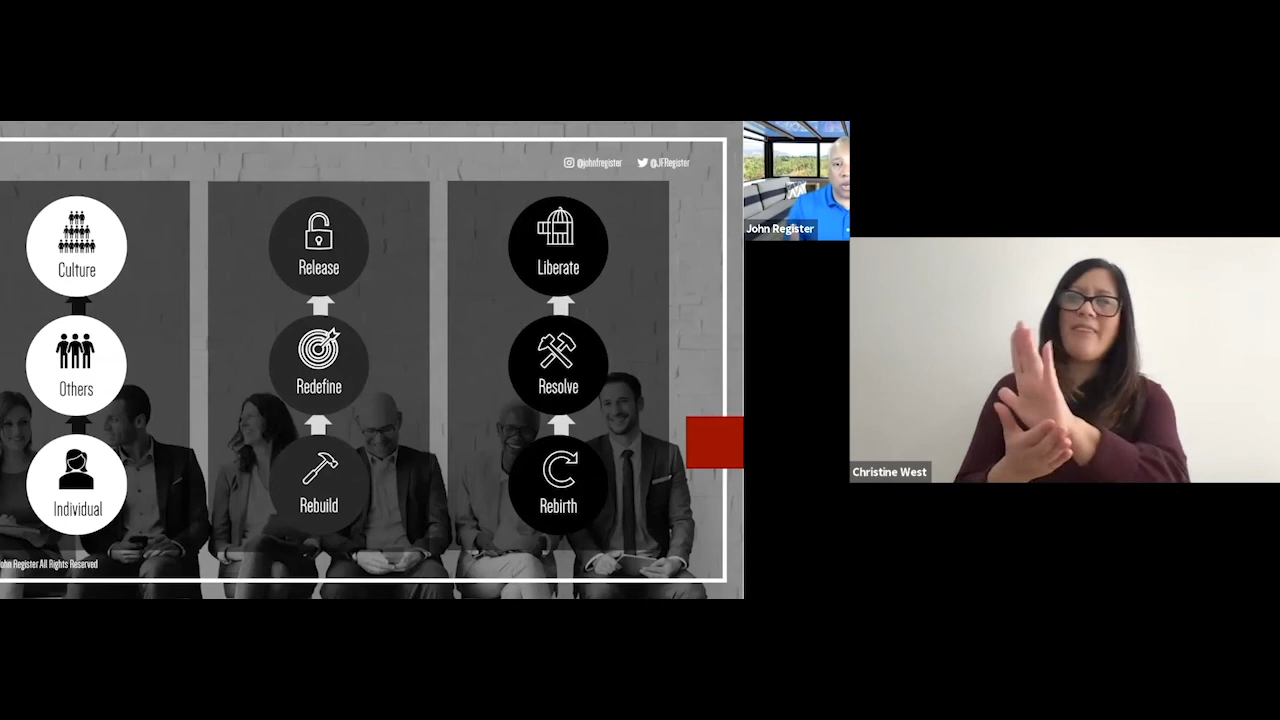 @johnfregister @JFRegister
Culture
Release
Liberate
Others
Redefine
Resolve
Individual
Rebuild
Rebirth
ohn Register All Rights Reserved
John Register
Christine West